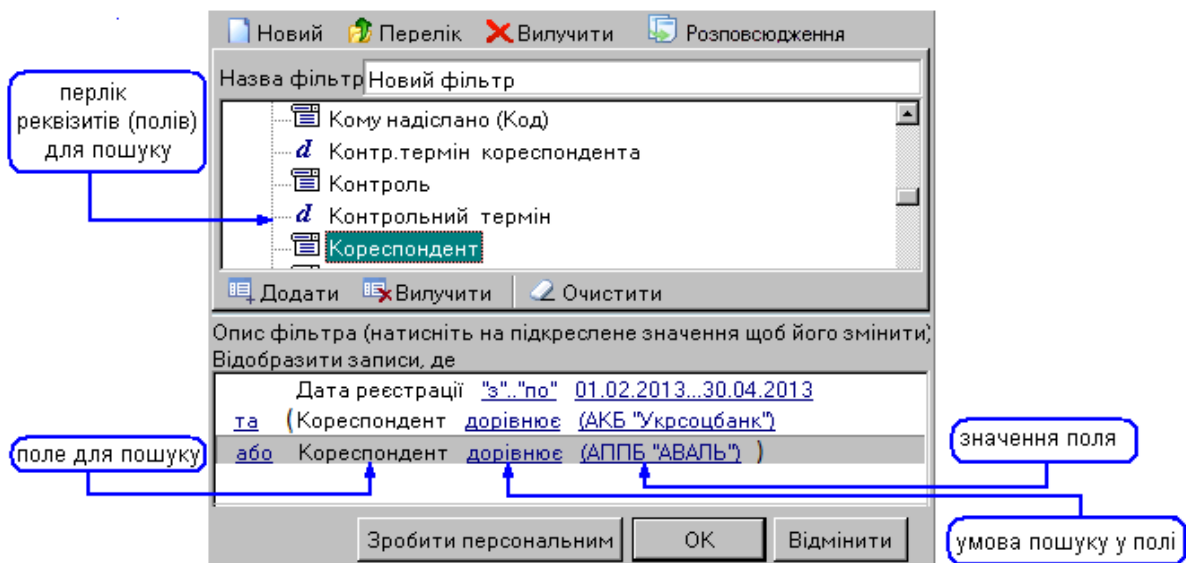 Новий Перелік Вилучити Розповсюдження
Назва фільтр Новий фільтр
перлік
реквізитів (полів)
для пошуку
Кому надіслано (Код)
d Контр.термін кореспондента
Контроль
d Контрольний термін
Кореспондент
Додати Вилучити Очистити
Опис фільтра (натисніть на підкреслене значення щоб його змінити)
Відобразити записи, де
Дата реєстрації "з".."по" 01.02.2013...30.04.2013
та (Кореспондент дорівнює (АКБ "Укрсоцбанк")
або Кореспондент дорівнює (АППБ "АВАЛЬ") )
поле для пошуку
значення поля
умова пошуку у полі
Зробити персональним ОК Відмінити